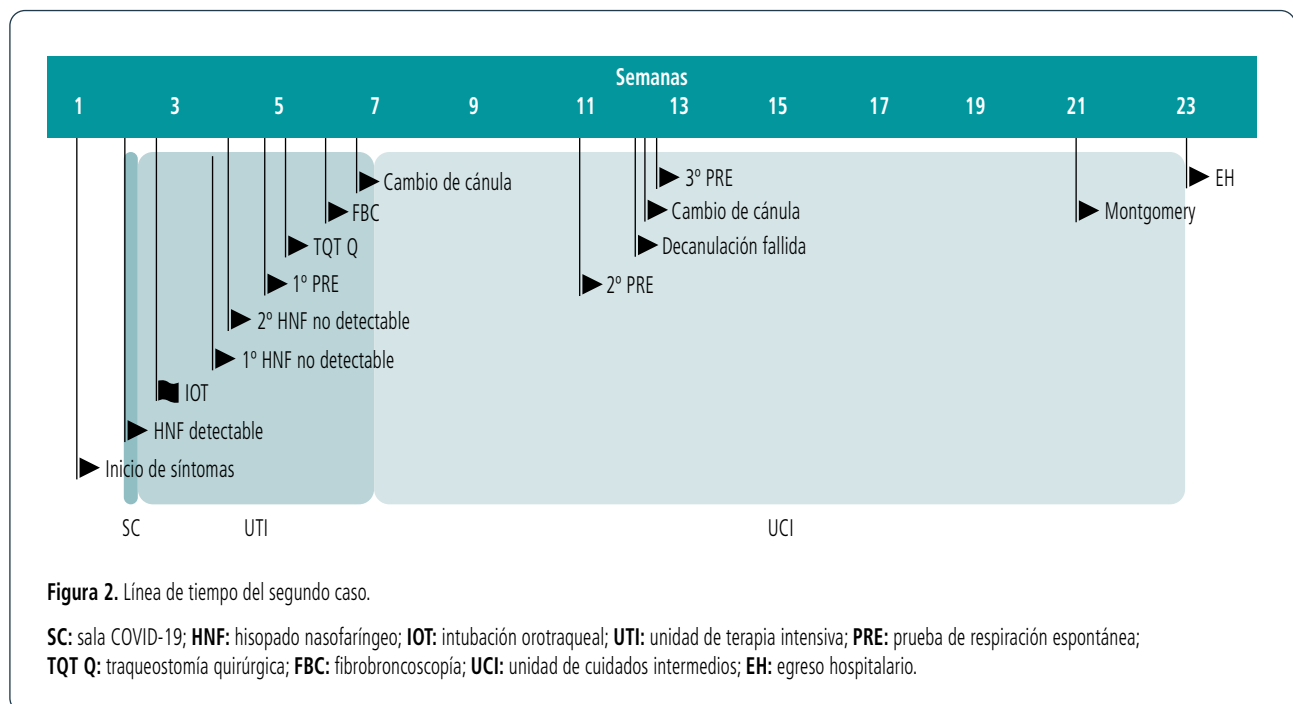 Semanas
1 3 5 7 9 11 13 15 17 19 21 23
3º PRE
EH
Cambio de cánula
Cambio de cánula
Montgomery
FBC
Decanulación fallida
TQT Q
1º PRE
2º PRE
2º HNF no detectable
1º HNF no detectable
IOT
HNF detectable
Inicio de síntomas
SC UTI UCI
Figura 2. Línea de tiempo del segundo caso.
SC: sala COVID-19; HNF: hisopado nasofaríngeo; IOT: intubación orotraqueal; UTI: unidad de terapia intensiva; PRE: prueba de respiración espontánea;
TQT Q: traqueostomía quirúrgica; FBC: fibrobroncoscopía; UCI: unidad de cuidados intermedios; EH: egreso hospitalario.